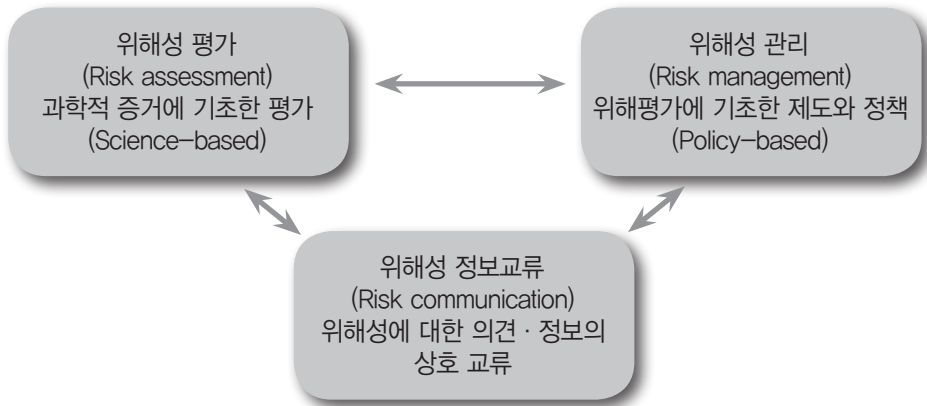 위해성 평가
(Risk assessment)
과학적 증거에 기초한 평가
(Science-based)
위해성 관리
(Risk management)
위해평가에 기초한 제도와 정책
(Policy-based)
위해성 정보교류
(Risk communication)
위해성에 대한 의견 · 정보의
상호 교류